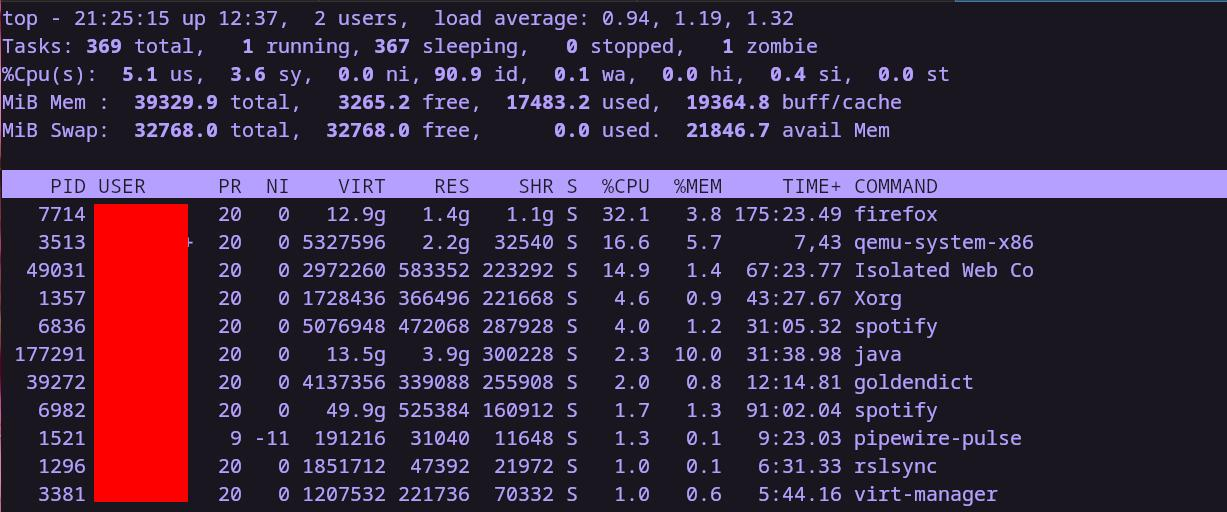 top - 21:25:15 up 12:37,  2 users,  load average: 0.94, 1.19, 1.32
Tasks: 369 total,   1 running, 367 sleeping,   0 stopped,   1 zombie
%Cpu(s):  5.1 us,  3.6 sy,  0.0 ni, 90.9 id,  0.1 wa,  0.0 hi,  0.4 si,  0.0 st
MiB Mem :  39329.9 total,   3265.2 free,  17483.2 used,  19364.8 buff/cache
MiB Swap:  32768.0 total,  32768.0 free,      0.0 used.  21846.7 avail Mem
PID USER      PR  NI    VIRT    RES    SHR S  %CPU  %MEM     TIME+ COMMAND
7714 20   0   12.9g   1.4g   1.1g S  32.1   3.8 175:23.49 firefox
3513 + 20   0 5327596   2.2g  32540 S  16.6   5.7      7,43 qemu-system-x86
49031 20   0 2972260 583352 223292 S  14.9   1.4  67:23.77 Isolated Web Co
1357 20   0 1728436 366496 221668 S   4.6   0.9  43:27.67 Xorg
6836 20   0 5076948 472068 287928 S   4.0   1.2  31:05.32 spotify
177291 20   0   13.5g   3.9g 300228 S   2.3  10.0  31:38.98 java
39272 20   0 4137356 339088 255908 S   2.0   0.8  12:14.81 goldendict
6982 20   0   49.9g 525384 160912 S   1.7   1.3  91:02.04 spotify
1521 9 -11  191216  31040  11648 S   1.3   0.1   9:23.03 pipewire-pulse
1296 20   0 1851712  47392  21972 S   1.0   0.1   6:31.33 rslsync
3381 20   0 1207532 221736  70332 S   1.0   0.6   5:44.16 virt-manager